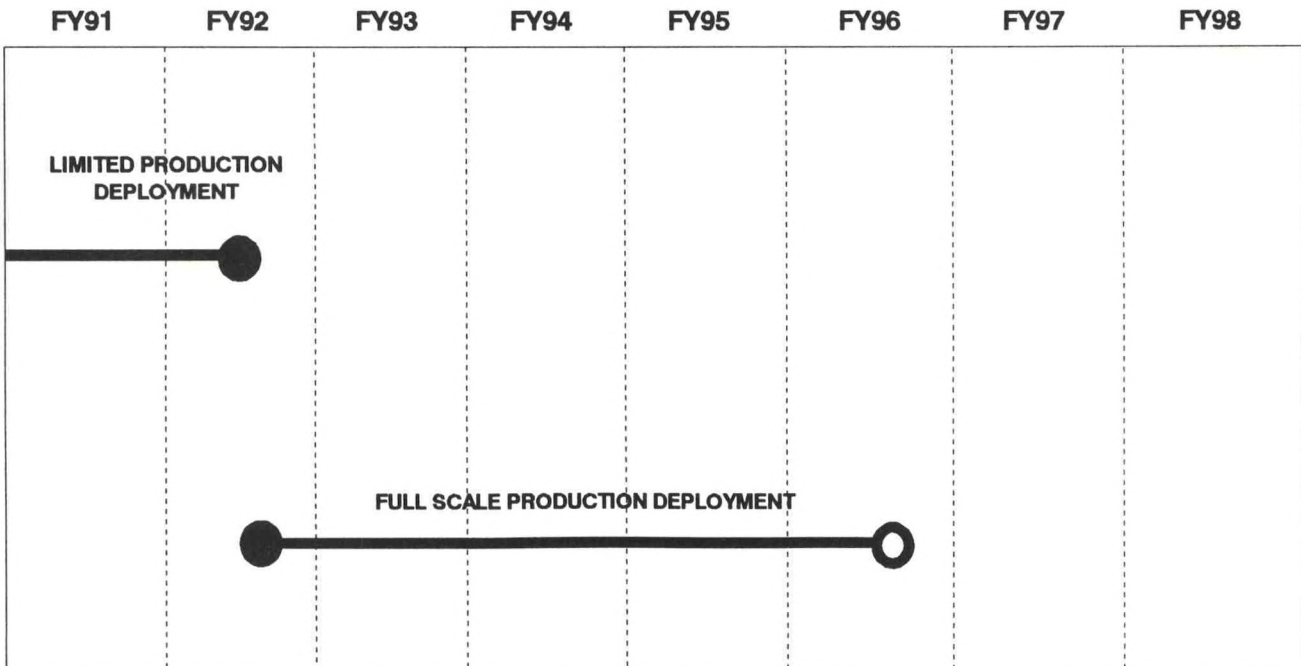 FY91 FY92 FY93 FY94 FY95 FY96 FY97 FY98
LIMITED PRODUCTION
DEPLOYMENT
FULL SCALE PRODUCTION DEPLOYMENT